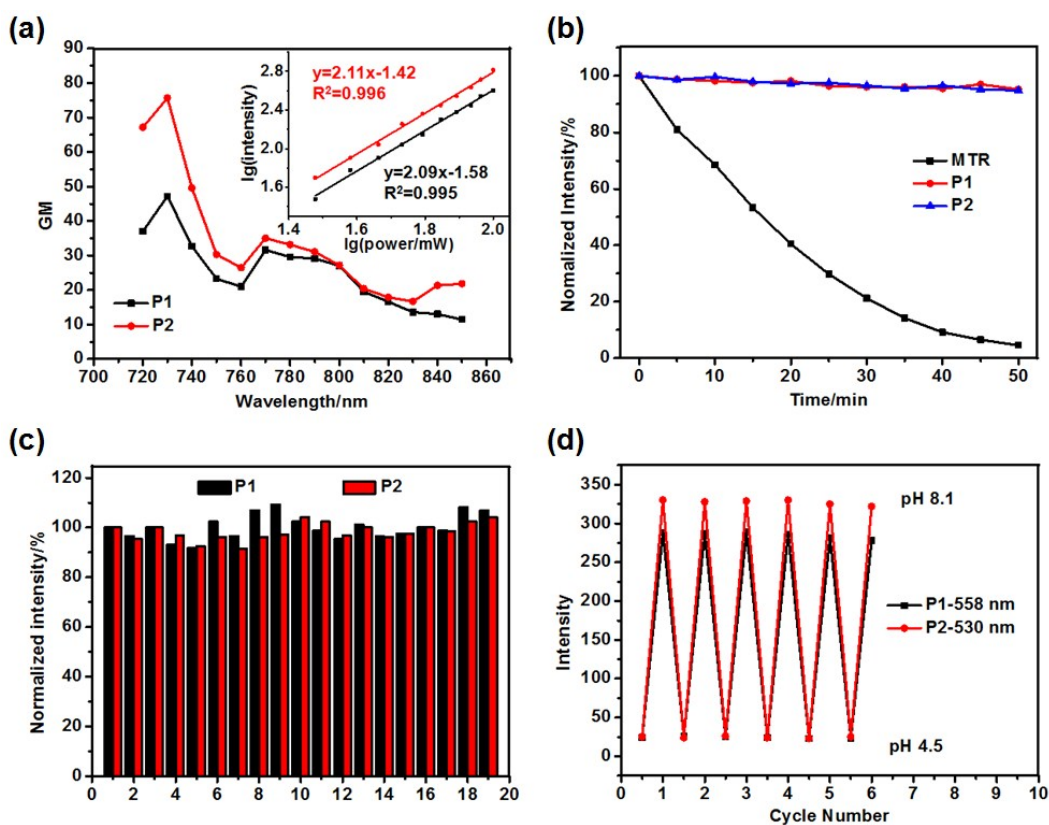 (a)
90
80
70
60
50
40
30
20
10
0
GM
700 720 740 760 780 800 820 840 860
Wavelength/nm
P1
P2
y=2.11x-1.42
R²=0.996
y=2.09x-1.58
R²=0.995
2.8
2.4
2.0
1.6
lg(intensity)
1.4 1.6 1.8 2.0
lg(power/mW)
(b)
100
80
60
40
20
0
Nomalized Intensity/%
MTR
P1
P2
0 10 20 30 40 50
Time/min
(c)
120
100
80
60
40
20
0
Normalized intensity/%
P1 P2
0 2 4 6 8 10 12 14 16 18 20
(d)
350
300
250
200
150
100
50
0
Intensity
pH 8.1
P1-558 nm
P2-530 nm
pH 4.5
0 1 2 3 4 5 6 7 8 9 10
Cycle Number